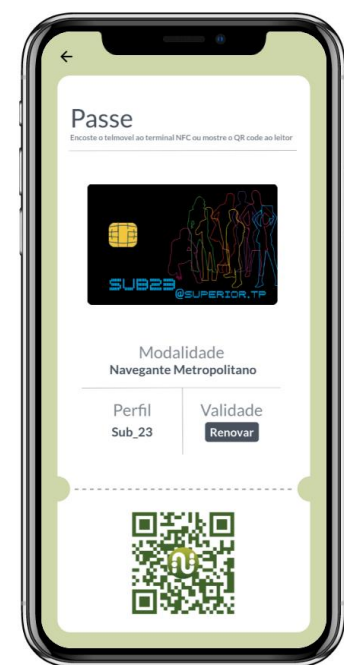 Passe
Encoste o telmovel ao terminal NFC ou mostre o QR code ao leitor
SUB23
@SUPERIOR.TP
Modalidade
Navegante Metropolitano
Perfil
Validade
Sub_23
Renovar